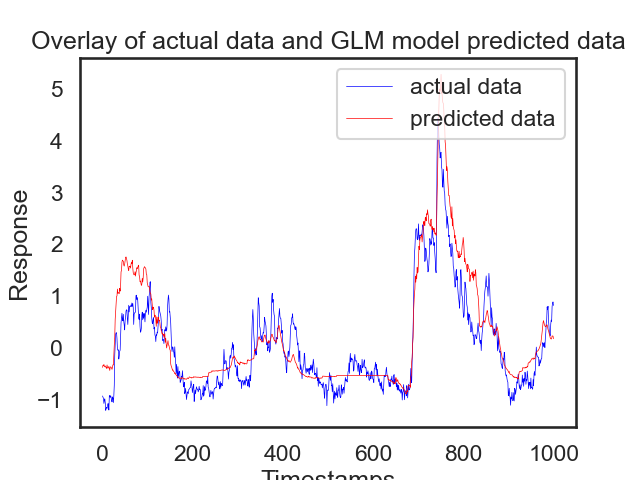 Overlay of actual data and GLM model predicted data
actual data
predicted data
Response
5
4
3
2
1
0
−1
0 200 400 600 800 1000
Timestamps